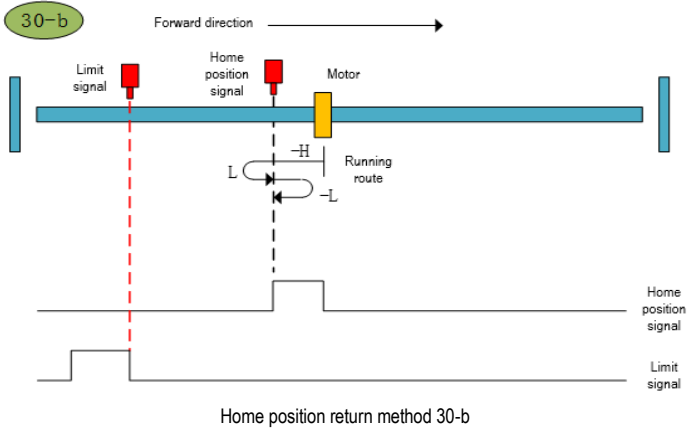 30-b
Forward direction
Limit
signal
Home
position
signal
Motor
-H
L
-L
Running
route
Home
position
signal
Limit
signal
Home position return method 30-b